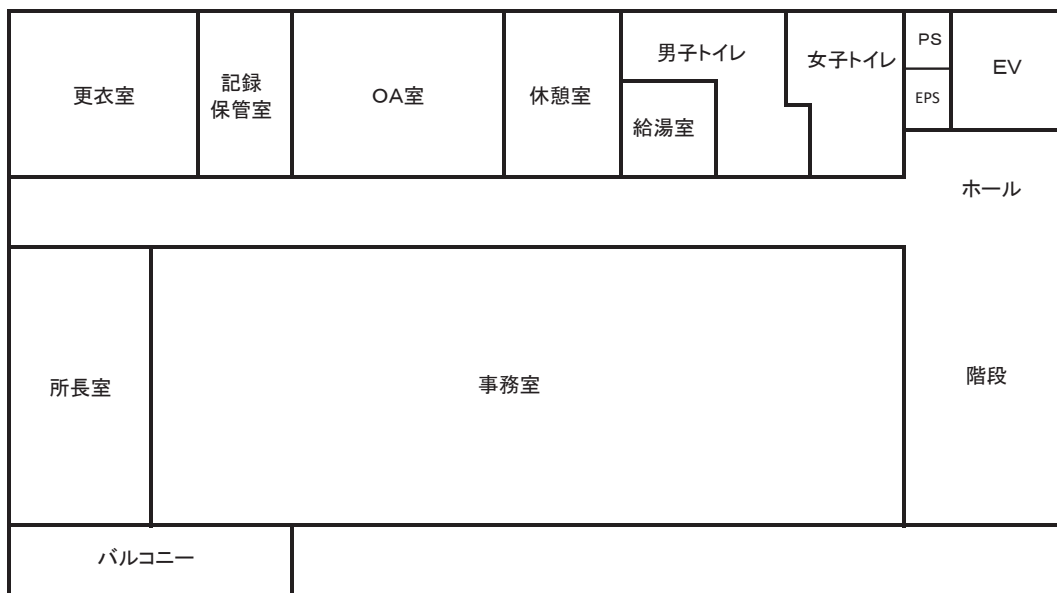 更衣室
記録
保管室
ＯＡ室
休憩室
男子トイレ
給湯室
女子トイレ
ＰＳ
EPS
ＥＶ
ホール
所長室
事務室
階段
バルコニー